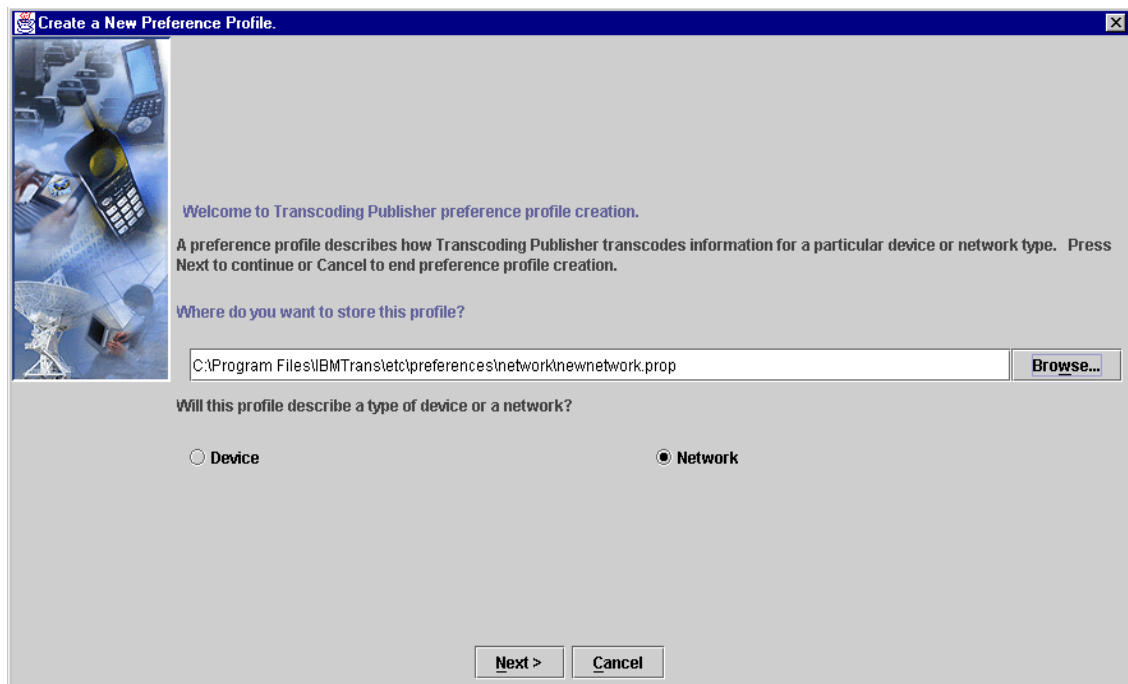 Create a New Preference Profile.
Welcome to Transcoding Publisher preference profile creation.
A preference profile describes how Transcoding Publisher transcodes information for a particular device or network type. Press
Next to continue or Cancel to end preference profile creation.
Where do you want to store this profile?
C:\Program Files\IBMTrans\etc\preferences\network\newnetwork.prop
Browse...
Will this profile describe a type of device or a network?
Device
Network
Next >
Cancel